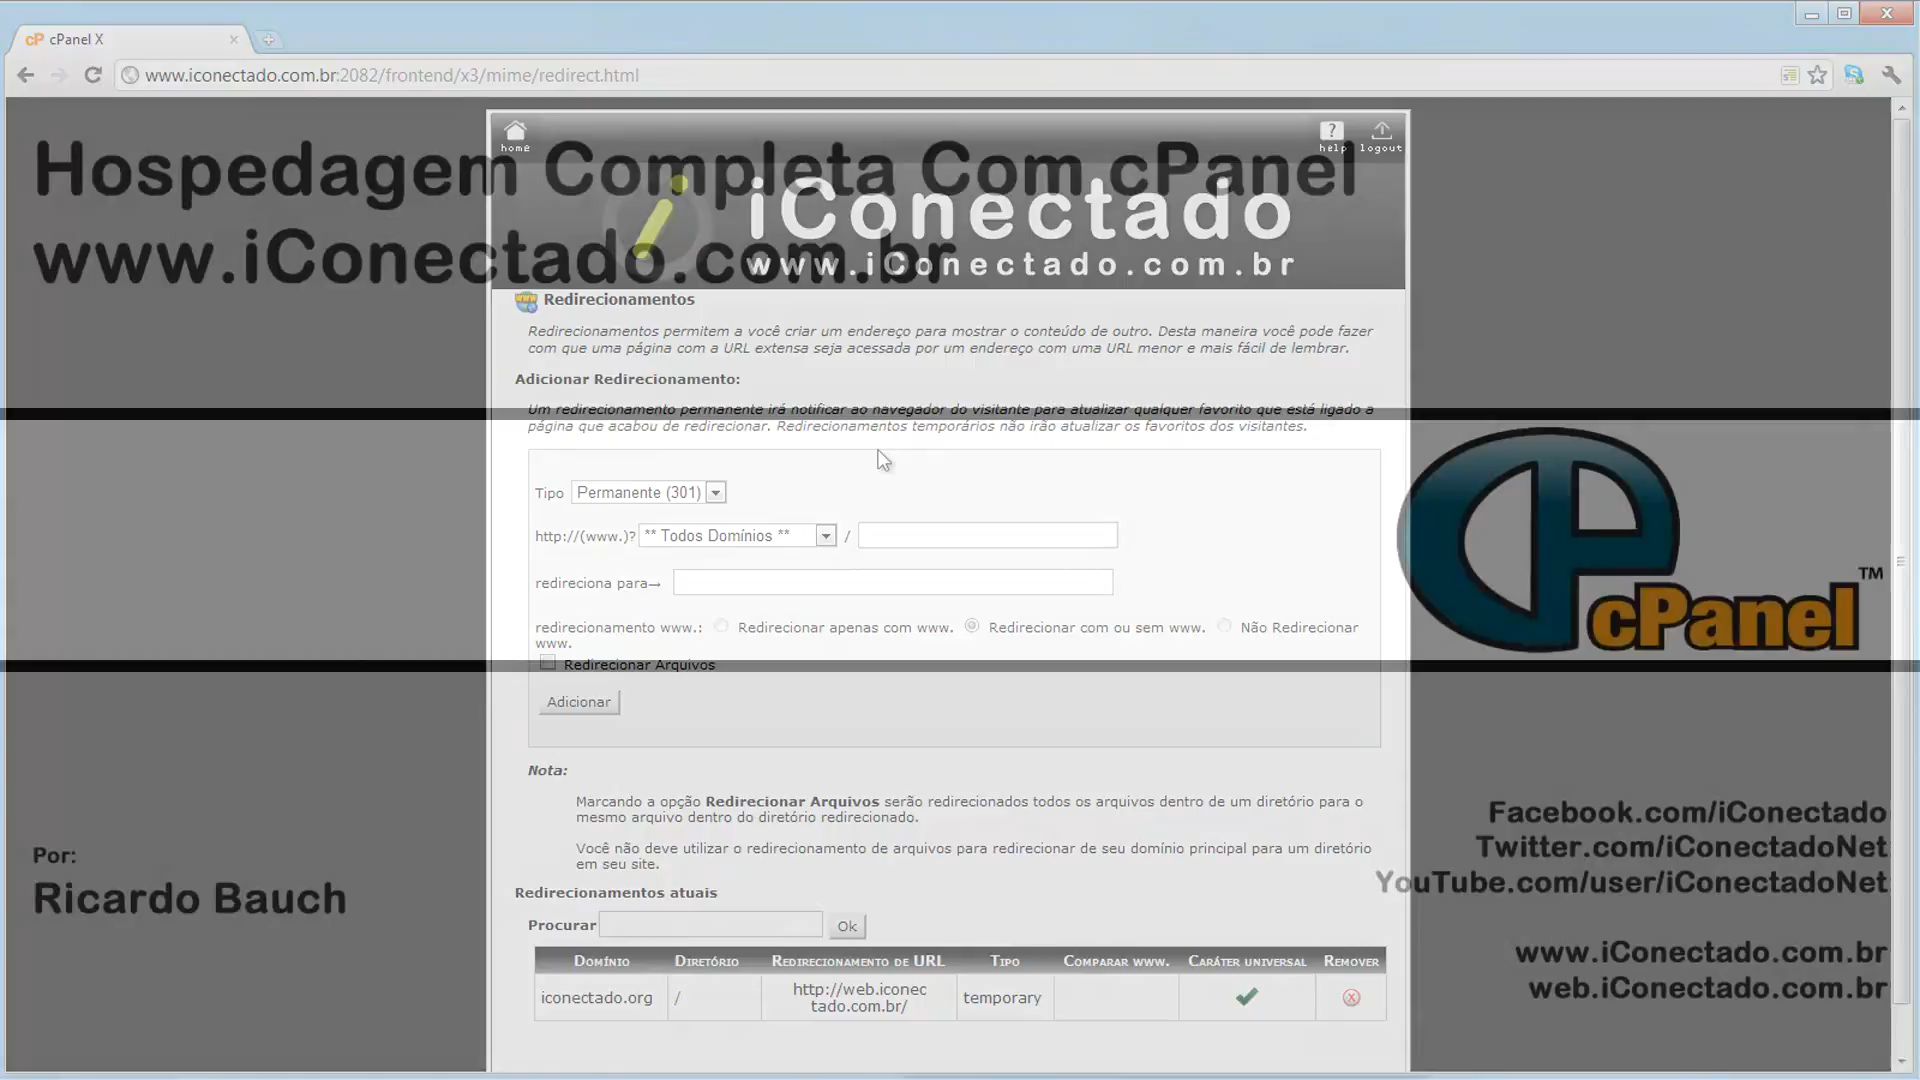 cP cPanel X
www.iconectado.com.br:2082/frontend/x3/mime/redirect.html
home
help
logout
Hospedagem Completa Com cPanel
iConectado
www.iConectado.com.br
www.iConectado.com.br
Redirecionamentos
Redirecionamentos permitem a você criar um endereço para mostrar o conteúdo de outro. Desta maneira você pode fazer
com que uma página com a URL extensa seja acessada por um endereço com uma URL menor e mais fácil de lembrar.
Adicionar Redirecionamento:
Um redirecionamento permanente irá notificar ao navegador do visitante para atualizar qualquer favorito que está ligado a
página que acabou de redirecionar. Redirecionamentos temporários não irão atualizar os favoritos dos visitantes.
Tipo Permanente (301)
http://(www.)? ** Todos Domínios ** /
redireciona para→
redirecionamento www.: Redirecionar apenas com www. Redirecionar com ou sem www. Não Redirecionar
www.
Redirecionar Arquivos
Adicionar
cPanel™
Nota:
Marcando a opção Redirecionar Arquivos serão redirecionados todos os arquivos dentro de um diretório para o
mesmo arquivo dentro do diretório redirecionado.
Você não deve utilizar o redirecionamento de arquivos para redirecionar de seu domínio principal para um diretório
em seu site.
Redirecionamentos atuais
Procurar Ok
Domínio Diretório Redirecionamento de URL Tipo Comparar www. Caráter universal Remover
iconectado.org / http://web.iconec temporary
tado.com.br/
Por:
Ricardo Bauch
Facebook.com/iConectado
Twitter.com/iConectadoNet
YouTube.com/user/iConectadoNet
www.iConectado.com.br
web.iConectado.com.br